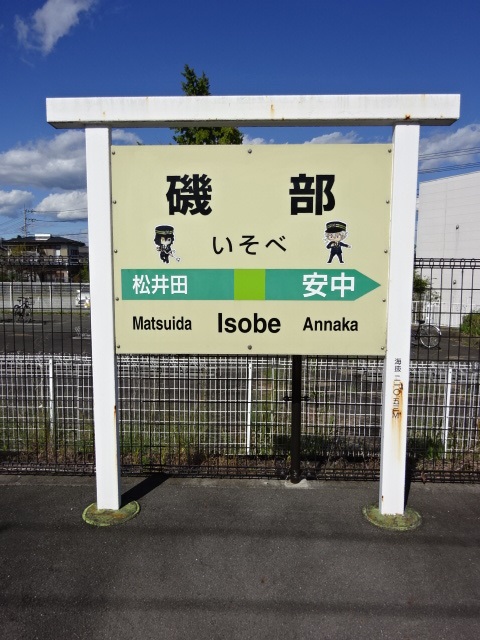 磯部
いそべ
松井田 安中
Matsuida Isobe Annaka